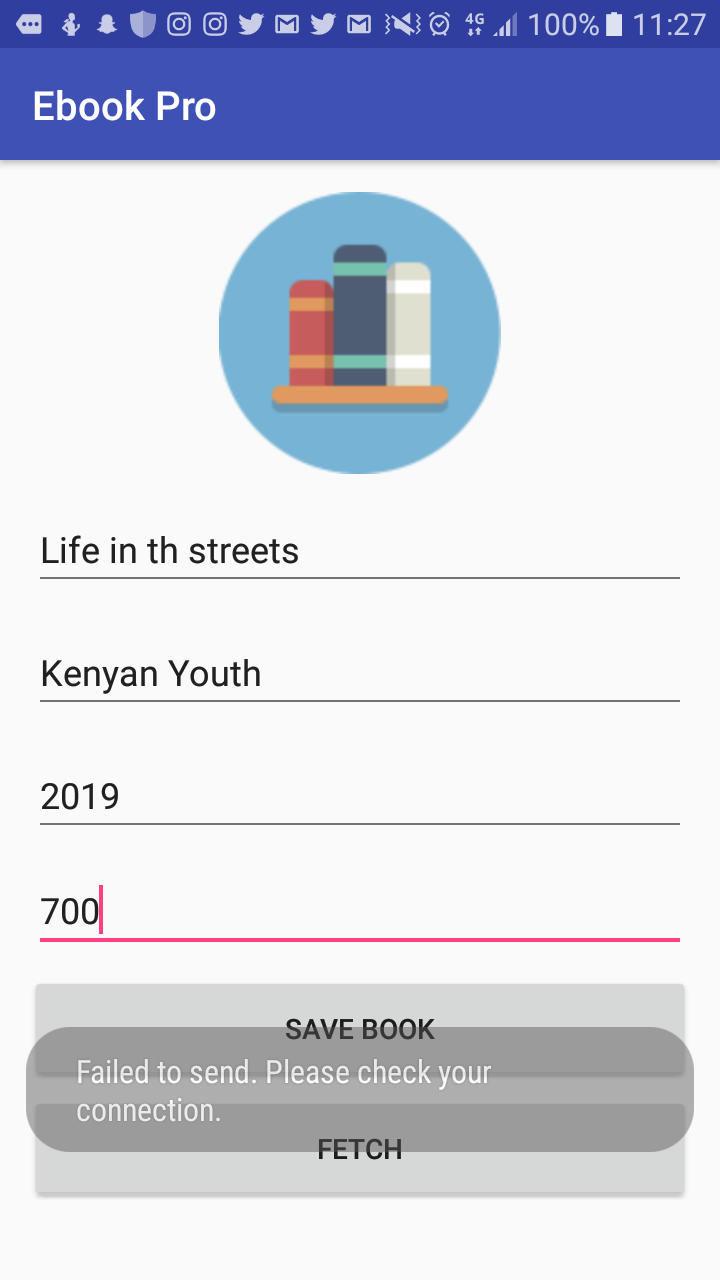 4G 100% 11:27
Ebook Pro
Life in th streets
Kenyan Youth
2019
700
SAVE BOOK
Failed to send. Please check your
connection.
FETCH